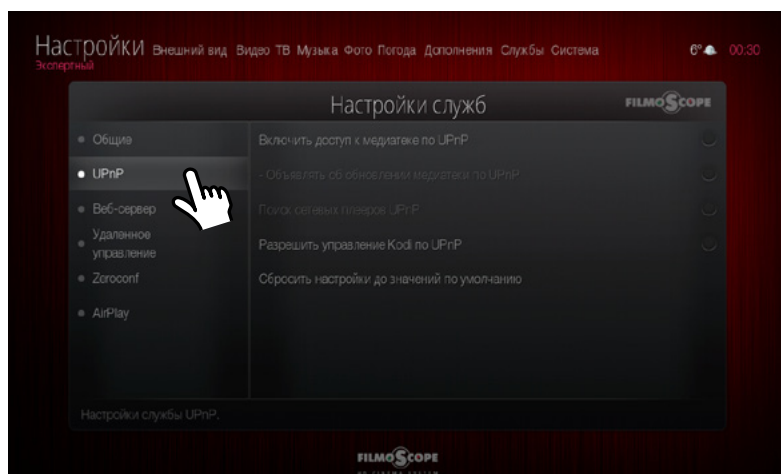 Настройки Внешний вид Видео ТВ Музыка Фото Погода Дополнения Службы Система 6° 00:30
Экспертный
Настройки служб FILMOSCOPE
Общие
Включить доступ к медиатеке по UPnP
UPnP
- Объявлять об обновлении медиатеки по UPnP
Веб-сервер
Поиск сетевых плееров UPnP
Удаленное
управление
Разрешить управление Kodi по UPnP
Zeroconf
Сбросить настройки до значений по умолчанию
AirPlay
Настройки службы UPnP.
FILMOSCOPE